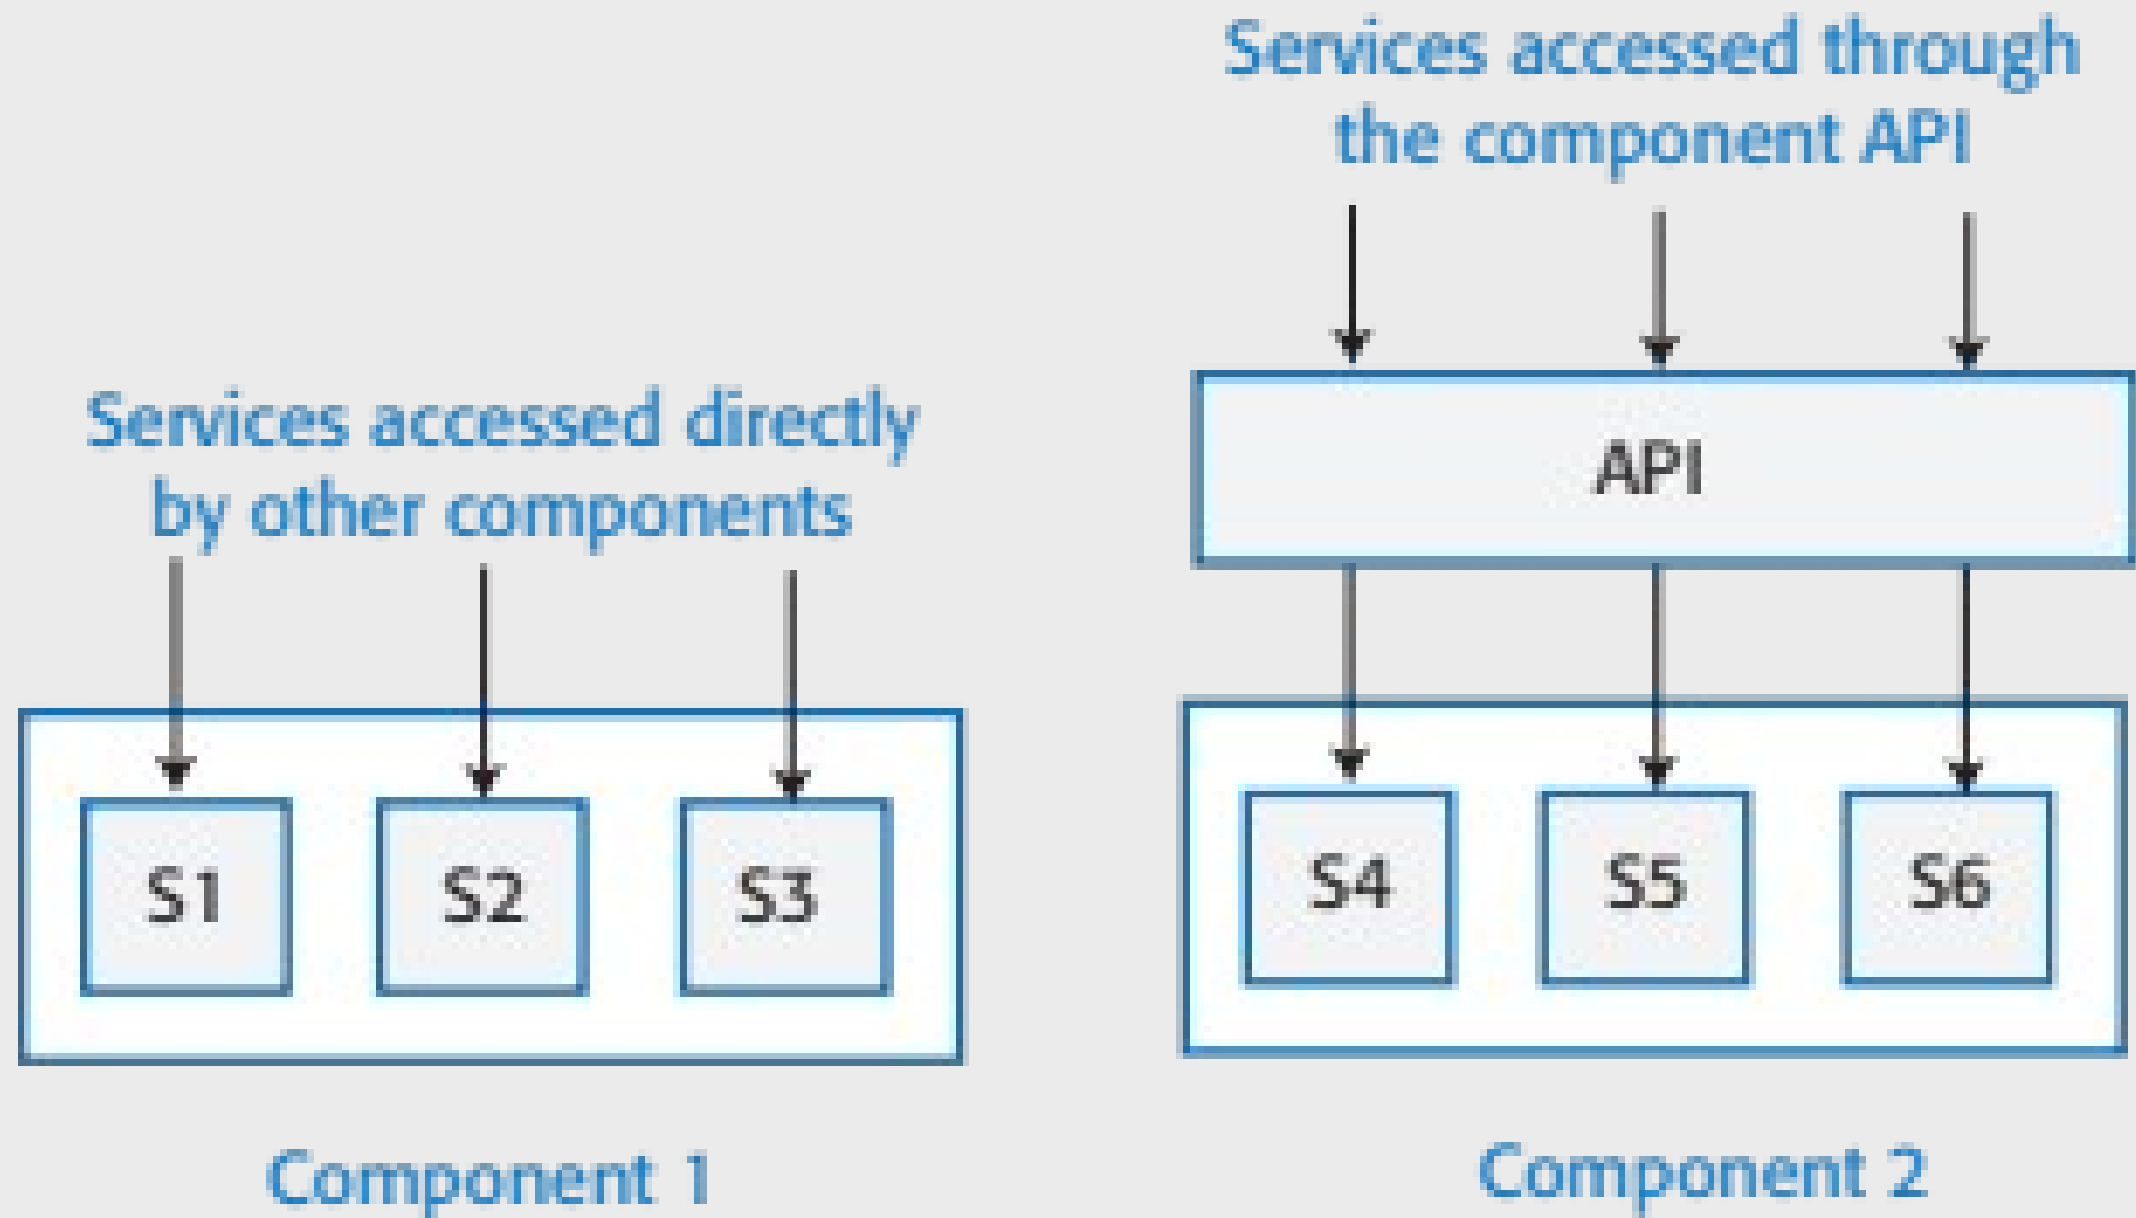 Services accessed through
the component API
API
Services accessed directly
by other components
S1 S2 S3
S4 S5 S6
Component 1
Component 2